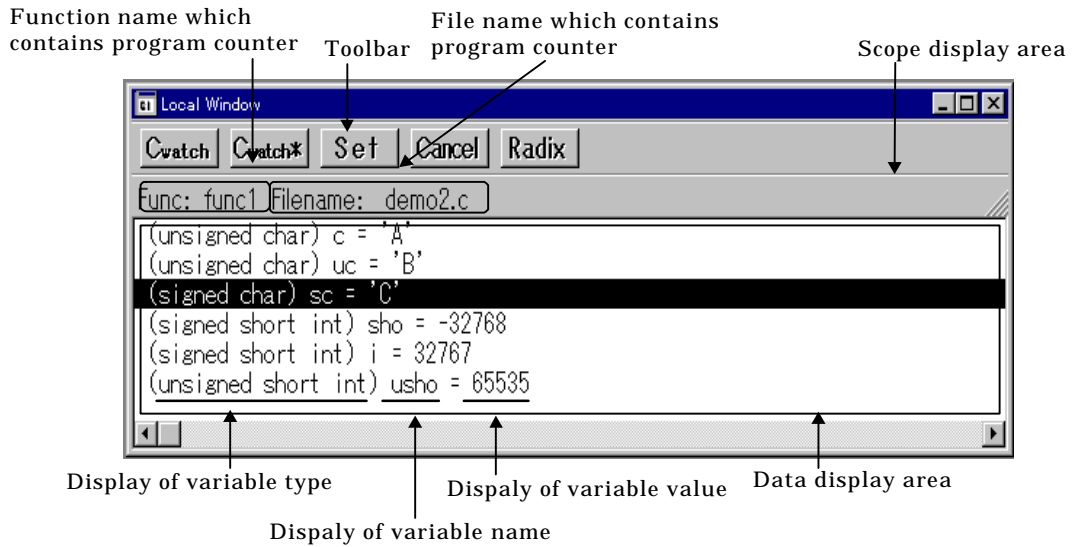 Function name which
contains program counter
Toolbar
File name which contains
program counter
Scope display area
Local Window
Cwatch Cwatch* Set Cancel Radix
Func: func1 Filename: demo2.c
(unsigned char) c = 'A'
(unsigned char) uc = 'B'
(signed char) sc = 'C'
(signed short int) sho = -32768
(signed short int) i = 32767
(unsigned short int) usho = 65535
Display of variable type
Dispaly of variable value
Data display area
Dispaly of variable name